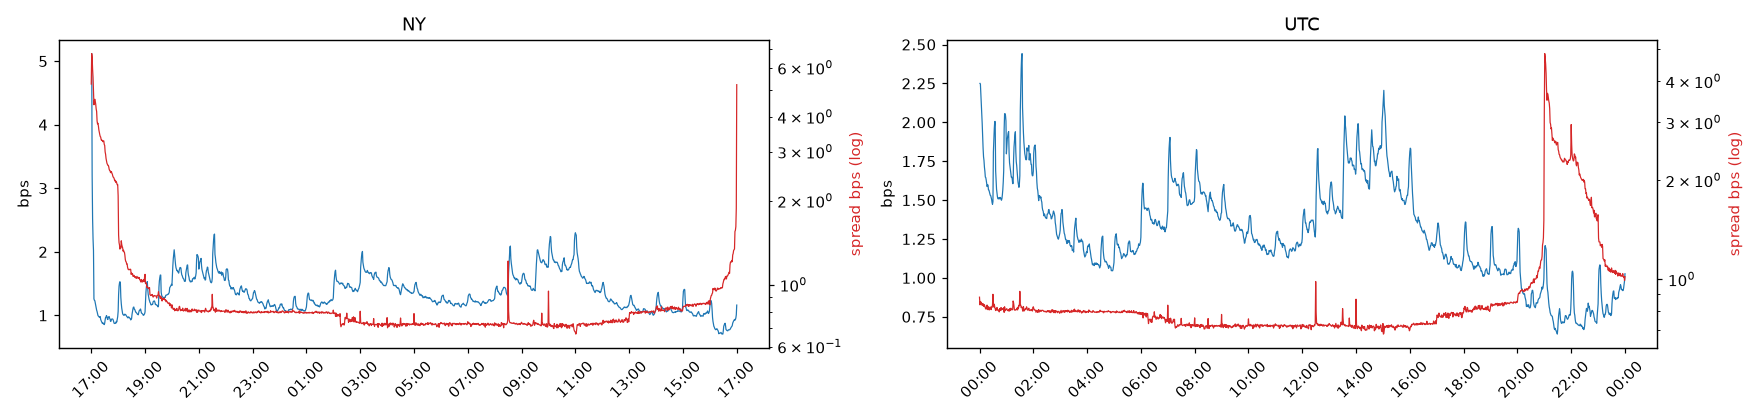 NY
5
4
3
2
1
bps
6 × 10⁰
4 × 10⁰
3 × 10⁰
2 × 10⁰
10⁰
6 × 10⁻¹
spread bps (log)
17:00
19:00
21:00
23:00
01:00
03:00
05:00
07:00
09:00
11:00
13:00
15:00
17:00
UTC
2.50
2.25
2.00
1.75
1.50
1.25
1.00
0.75
bps
4 × 10⁰
3 × 10⁰
2 × 10⁰
10⁰
spread bps (log)
00:00
02:00
04:00
06:00
08:00
10:00
12:00
14:00
16:00
18:00
20:00
22:00
00:00